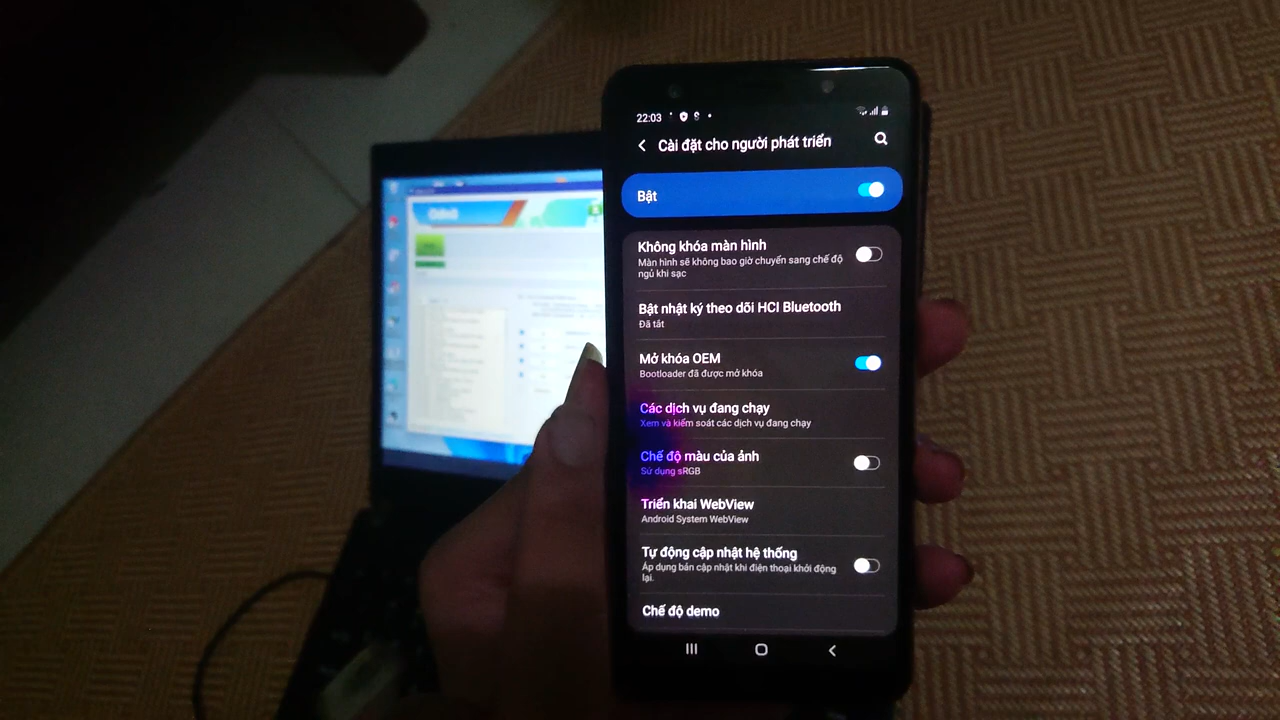 22:03
Cài đặt cho người phát triển
Bật
Không khóa màn hình
Màn hình sẽ không bao giờ chuyển sang chế độ
ngủ khi sạc
Bật nhật ký theo dõi HCI Bluetooth
Đã tắt
Mở khóa OEM
Bootloader đã được mở khóa
Các dịch vụ đang chạy
Xem và kiểm soát các dịch vụ đang chạy
Chế độ màu của ảnh
Sử dụng sRGB
Triển khai WebView
Android System WebView
Tự động cập nhật hệ thống
Áp dụng bản cập nhật khi điện thoại khởi động
lại.
Chế độ demo